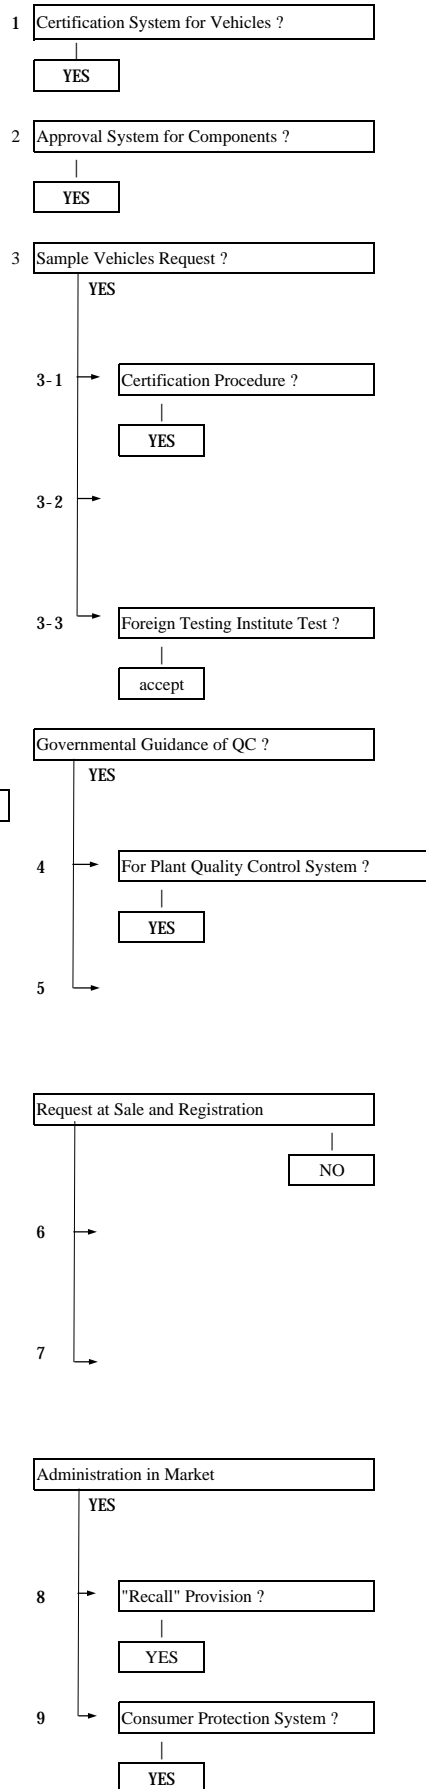 1 Certification System for Vehicles ?
YES
2 Approval System for Components ?
YES
3 Sample Vehicles Request ?
YES
3-1 Certification Procedure ?
YES
3-2
3-3 Foreign Testing Institute Test ?
accept
Governmental Guidance of QC ?
YES
4 For Plant Quality Control System ?
YES
5
Request at Sale and Registration
NO
6
7
Administration in Market
YES
8 "Recall" Provision ?
YES
9 Consumer Protection System ?
YES